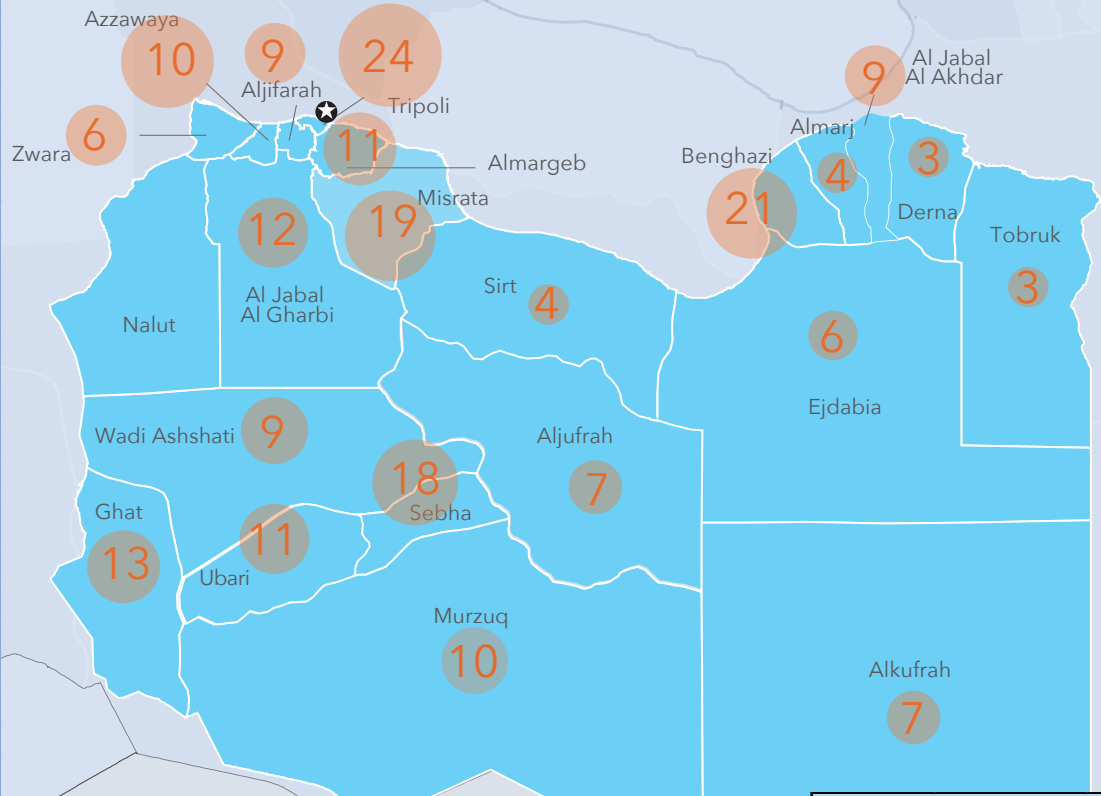 Azzawaya
10
9
Aljifarah
24
Tripoli
6
Zwara
11
Almargeb
Misrata
19
12
Al Jabal
Al Gharbi
Nalut
Sirt
4
Benghazi
21
Almarj
4
9
Al Jabal
Al Akhdar
3
Derna
Tobruk
3
6
Ejdabia
Wadi Ashshati
9
18
Sebha
Aljufrah
7
Ghat
13
11
Ubari
Murzuq
10
Alkufrah
7